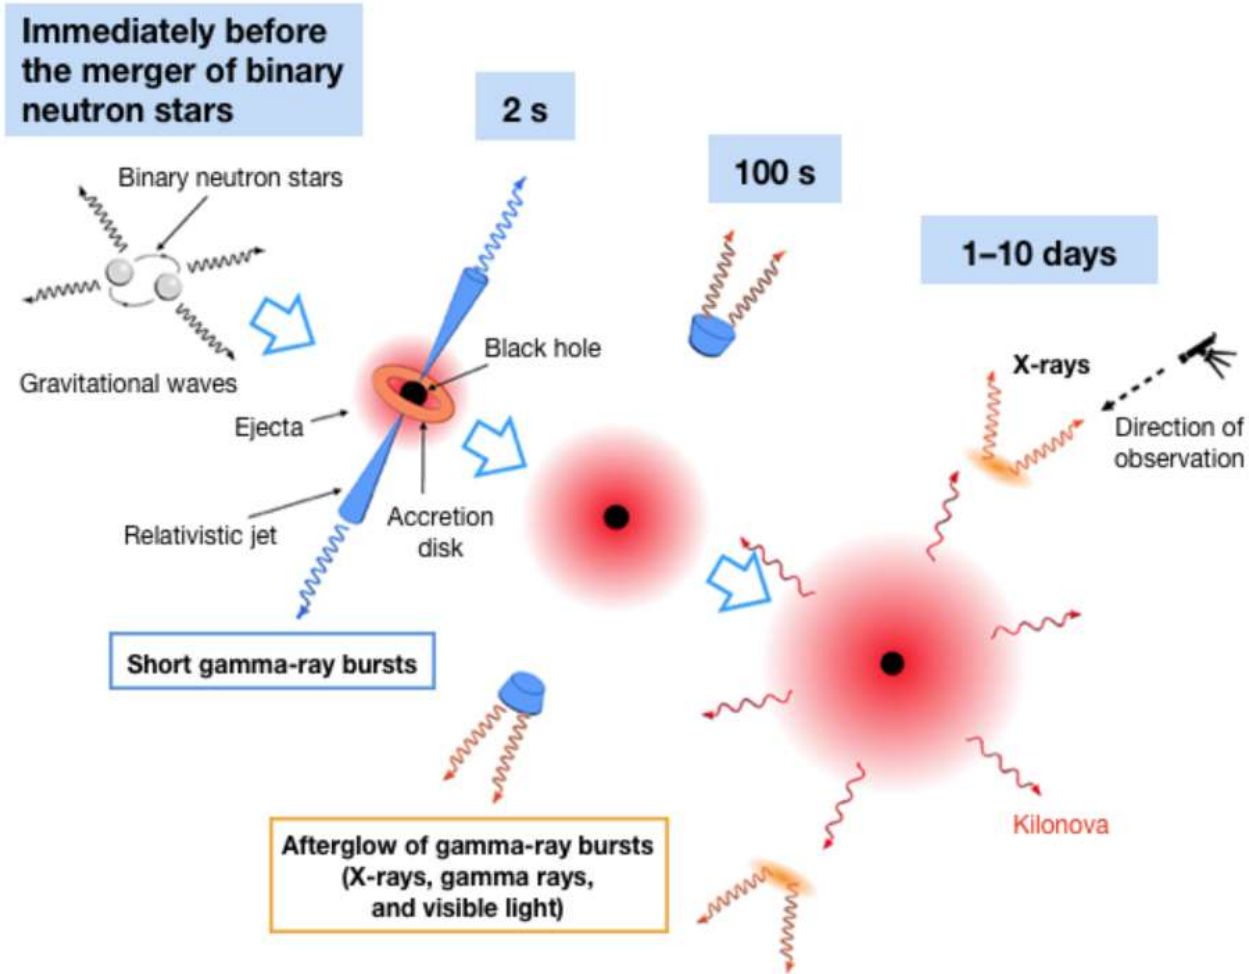 Immediately before
the merger of binary
neutron stars
2 s
100 s
1–10 days
Binary neutron stars
Gravitational waves
Black hole
Ejecta
Relativistic jet
Accretion
disk
X-rays
Direction of
observation
Short gamma-ray bursts
Kilonova
Afterglow of gamma-ray bursts
(X-rays, gamma rays,
and visible light)